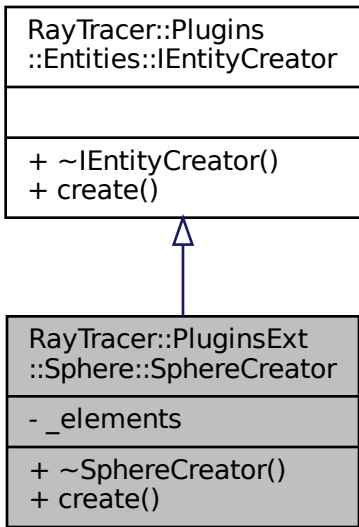 RayTracer::Plugins
::Entities::IEntityCreator
+ ~IEntityCreator()
+ create()
RayTracer::PluginsExt
::Sphere::SphereCreator
- _elements
+ ~SphereCreator()
+ create()